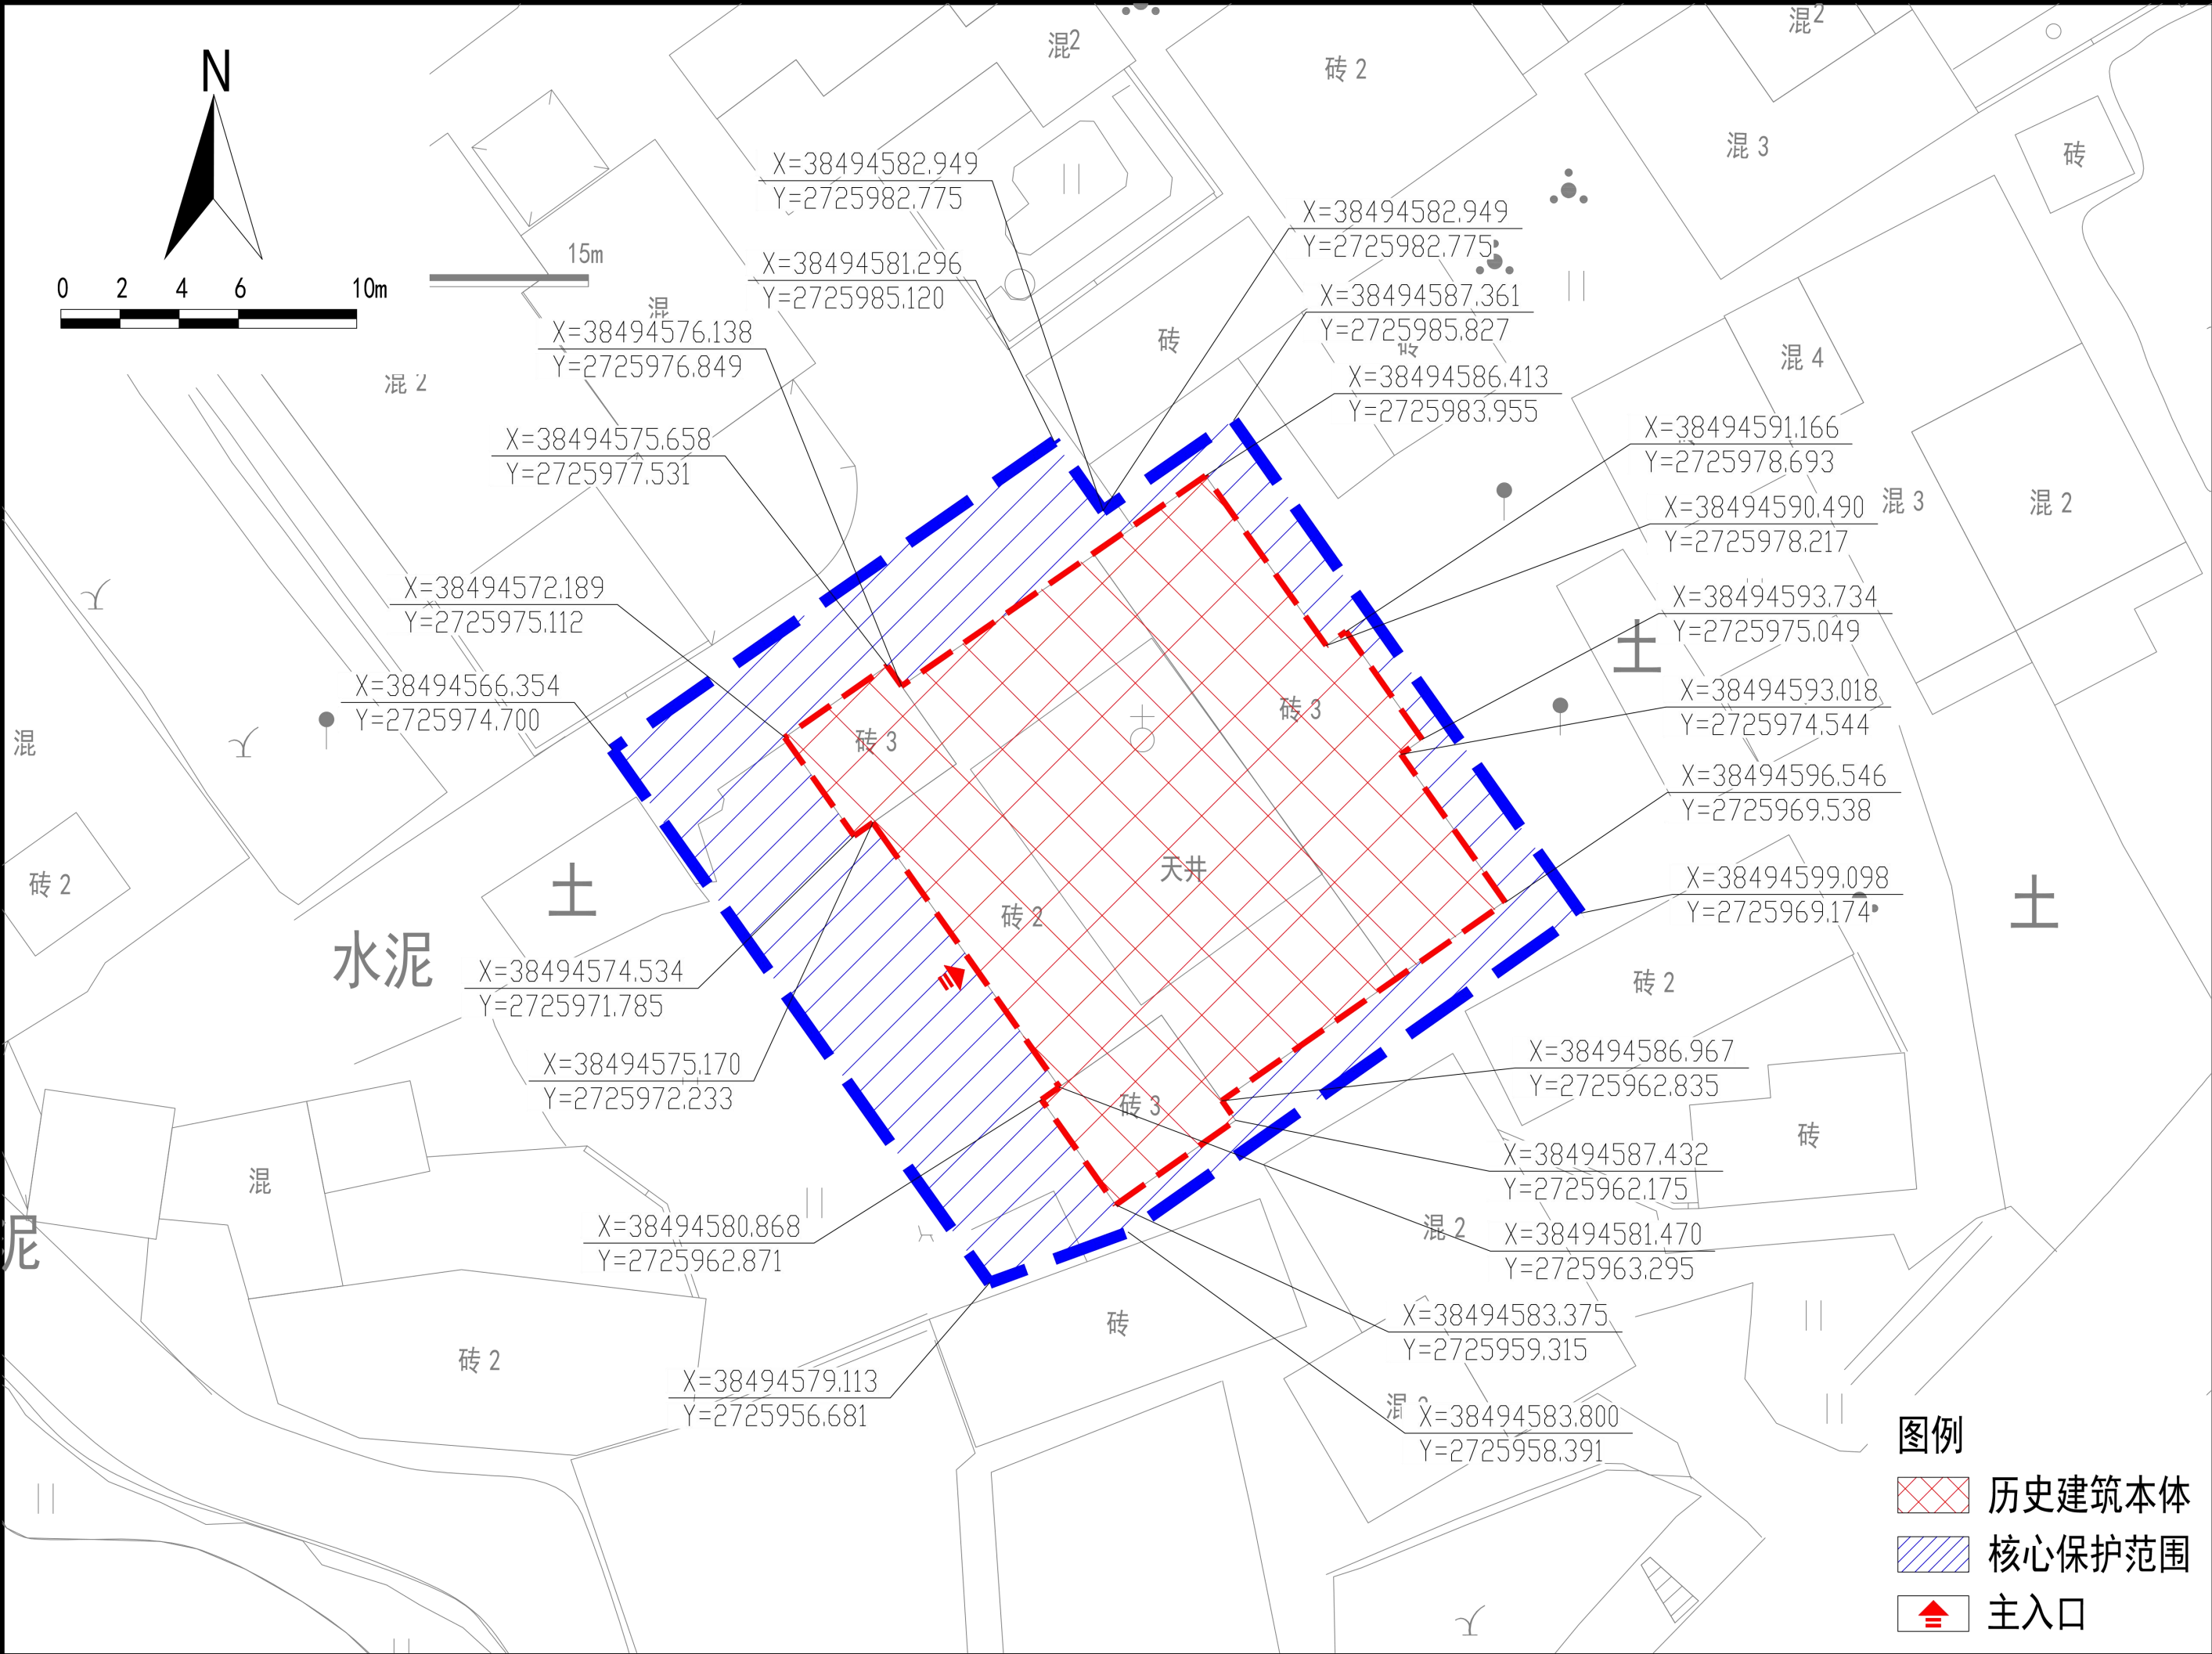 N
混2
砖 2
混2
混 3
砖
X=38494582.949
Y=2725982.775
X=38494582.949
Y=2725982.775
15m
X=38494581.296
Y=2725985.120
X=38494587.361
Y=2725985.827
0 2 4 6 10m
混
X=38494576.138
Y=2725976.849
砖
砖
混 4
混 2
X=38494586.413
Y=2725983.955
X=38494575.658
Y=2725977.531
X=38494591.166
Y=2725978.693
X=38494590.490
Y=2725978.217
混 3
混 2
X=38494572.189
Y=2725975.112
X=38494593.734
Y=2725975.049
土
X=38494566.354
Y=2725974.700
X=38494593.018
Y=2725974.544
混
砖 3
砖 3
X=38494596.546
Y=2725969.538
砖 2
土
天井
砖 2
X=38494599.098
Y=2725969.174
土
水泥
X=38494574.534
Y=2725971.785
砖 2
X=38494575.170
Y=2725972.233
X=38494586.967
Y=2725962.835
砖 3
砖
混
X=38494587.432
Y=2725962.175
泥
X=38494580.868
Y=2725962.871
混 2
X=38494581.470
Y=2725963.295
砖
X=38494583.375
Y=2725959.315
砖 2
X=38494579.113
Y=2725956.681
混
X=38494583.800
Y=2725958.391
图例
历史建筑本体
核心保护范围
主入口